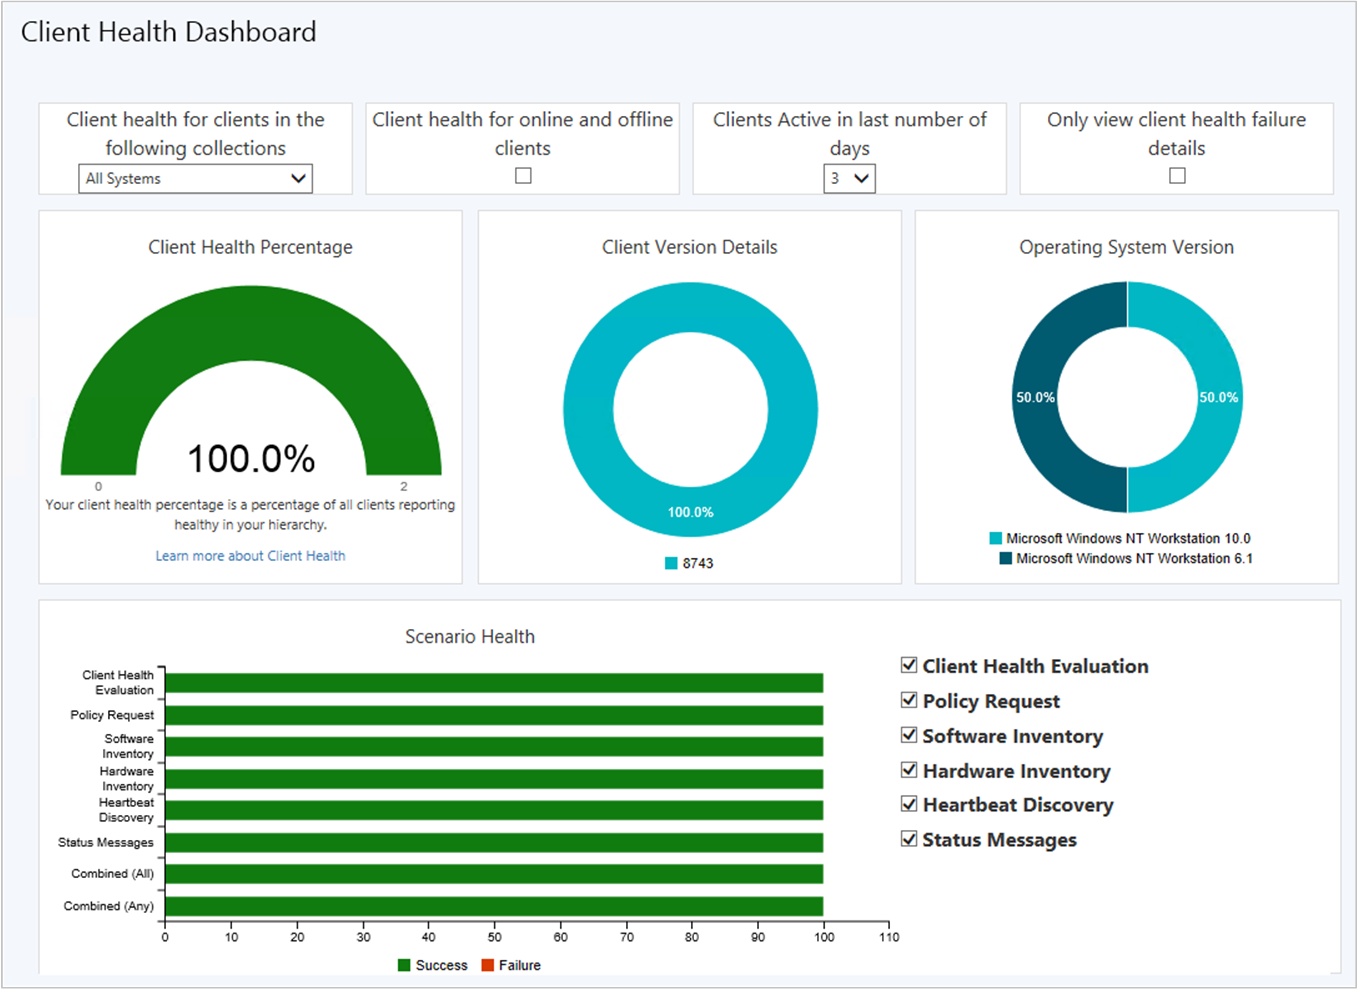 Client Health Dashboard
Client health for clients in the
following collections
All Systems
Client health for online and offline
clients
Clients Active in last number of
days
3
Only view client health failure
details
Client Health Percentage
100.0%
0
2
Your client health percentage is a percentage of all clients reporting
healthy in your hierarchy.
Learn more about Client Health
Client Version Details
100.0%
8743
Operating System Version
50.0%
50.0%
Microsoft Windows NT Workstation 10.0
Microsoft Windows NT Workstation 6.1
Scenario Health
Client Health
Evaluation
Policy Request
Software
Inventory
Hardware
Inventory
Heartbeat
Discovery
Status Messages
Combined (All)
Combined (Any)
0 10 20 30 40 50 60 70 80 90 100 110
Success Failure
Client Health Evaluation
Policy Request
Software Inventory
Hardware Inventory
Heartbeat Discovery
Status Messages